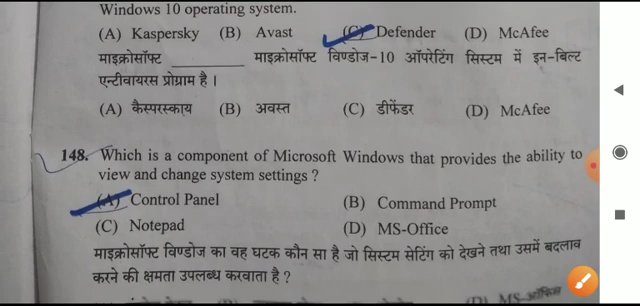 Windows 10 operating system.
(A) Kaspersky (B) Avast (C) Defender (D) McAfee
माइक्रोसॉफ्ट ________ माइक्रोसॉफ्ट विण्डोज-10 ऑपरेटिंग सिस्टम में इन-बिल्ट
एन्टीवायरस प्रोग्राम है ।
(A) कैस्परस्काय (B) अवस्त (C) डीफेंडर (D) McAfee
148. Which is a component of Microsoft Windows that provides the ability to
view and change system settings ?
(A) Control Panel (B) Command Prompt
(C) Notepad (D) MS-Office
माइक्रोसॉफ्ट विण्डोज का वह घटक कौन सा है जो सिस्टम सेटिंग को देखने तथा उसमें बदलाव
करने की क्षमता उपलब्ध करवाता है ?
(D) MS-ऑफिस